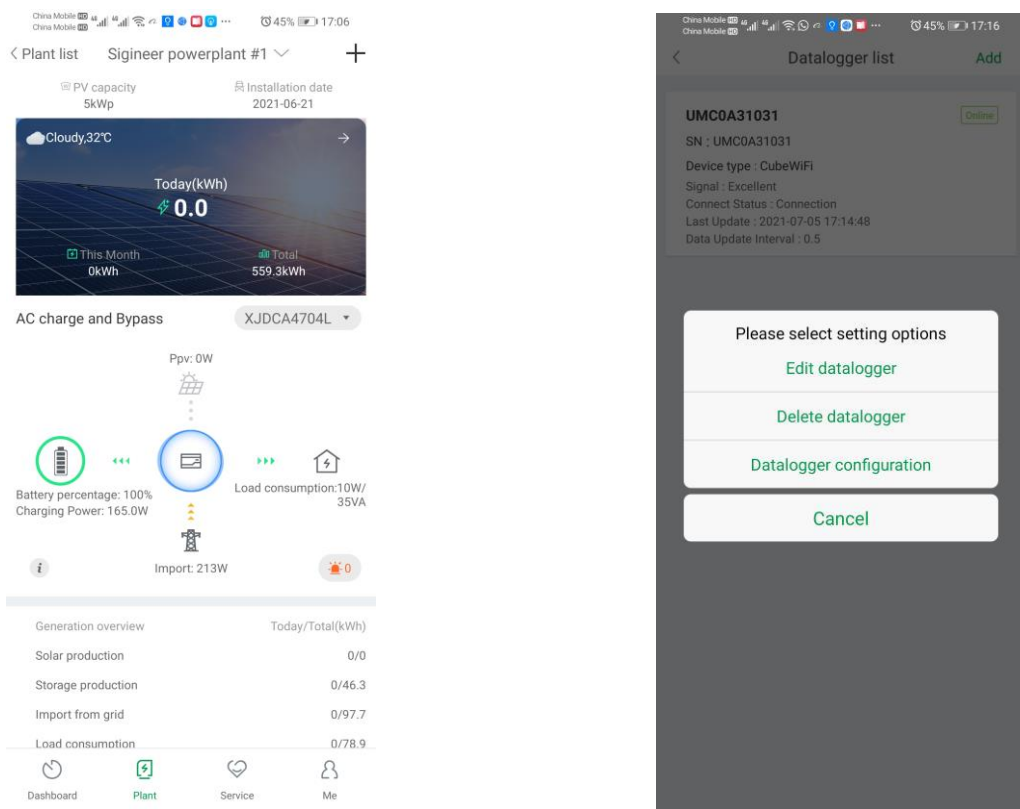 China Mobile HD
China Mobile HD
45% 17:06
Plant list Sigineer powerplant #1
PV capacity
5kWp
Installation date
2021-06-21
Cloudy,32℃
Today(kWh)
0.0
This Month
0kWh
Total
559.3kWh
AC charge and Bypass
XJDCA4704L
Ppv: 0W
Battery percentage: 100%
Charging Power: 165.0W
Load consumption:10W/
35VA
Import: 213W
i
0
Generation overview Today/Total(kWh)
Solar production 0/0
Storage production 0/46.3
Import from grid 0/97.7
Load consumption 0/78.9
Dashboard Plant Service Me
China Mobile HD
China Mobile HD
45% 17:16
Datalogger list Add
UMC0A31031 Online
SN : UMC0A31031
Device type : CubeWiFi
Signal : Excellent
Connect Status : Connection
Last Update : 2021-07-05 17:14:48
Data Update Interval : 0.5
Please select setting options
Edit datalogger
Delete datalogger
Datalogger configuration
Cancel